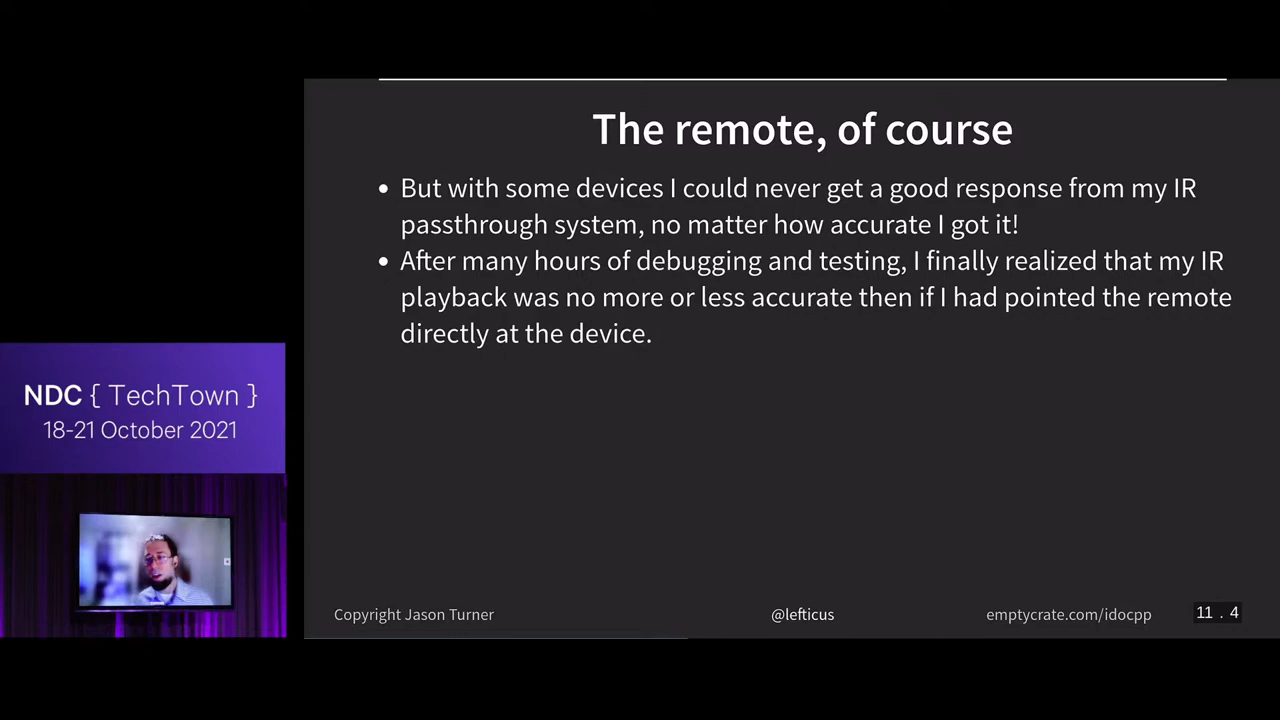 The remote, of course
• But with some devices I could never get a good response from my IR
passthrough system, no matter how accurate I got it!
• After many hours of debugging and testing, I finally realized that my IR
playback was no more or less accurate then if I had pointed the remote
directly at the device.
NDC { TechTown }
18-21 October 2021
Copyright Jason Turner
@lefticus
emptycrate.com/idocpp
11 . 4